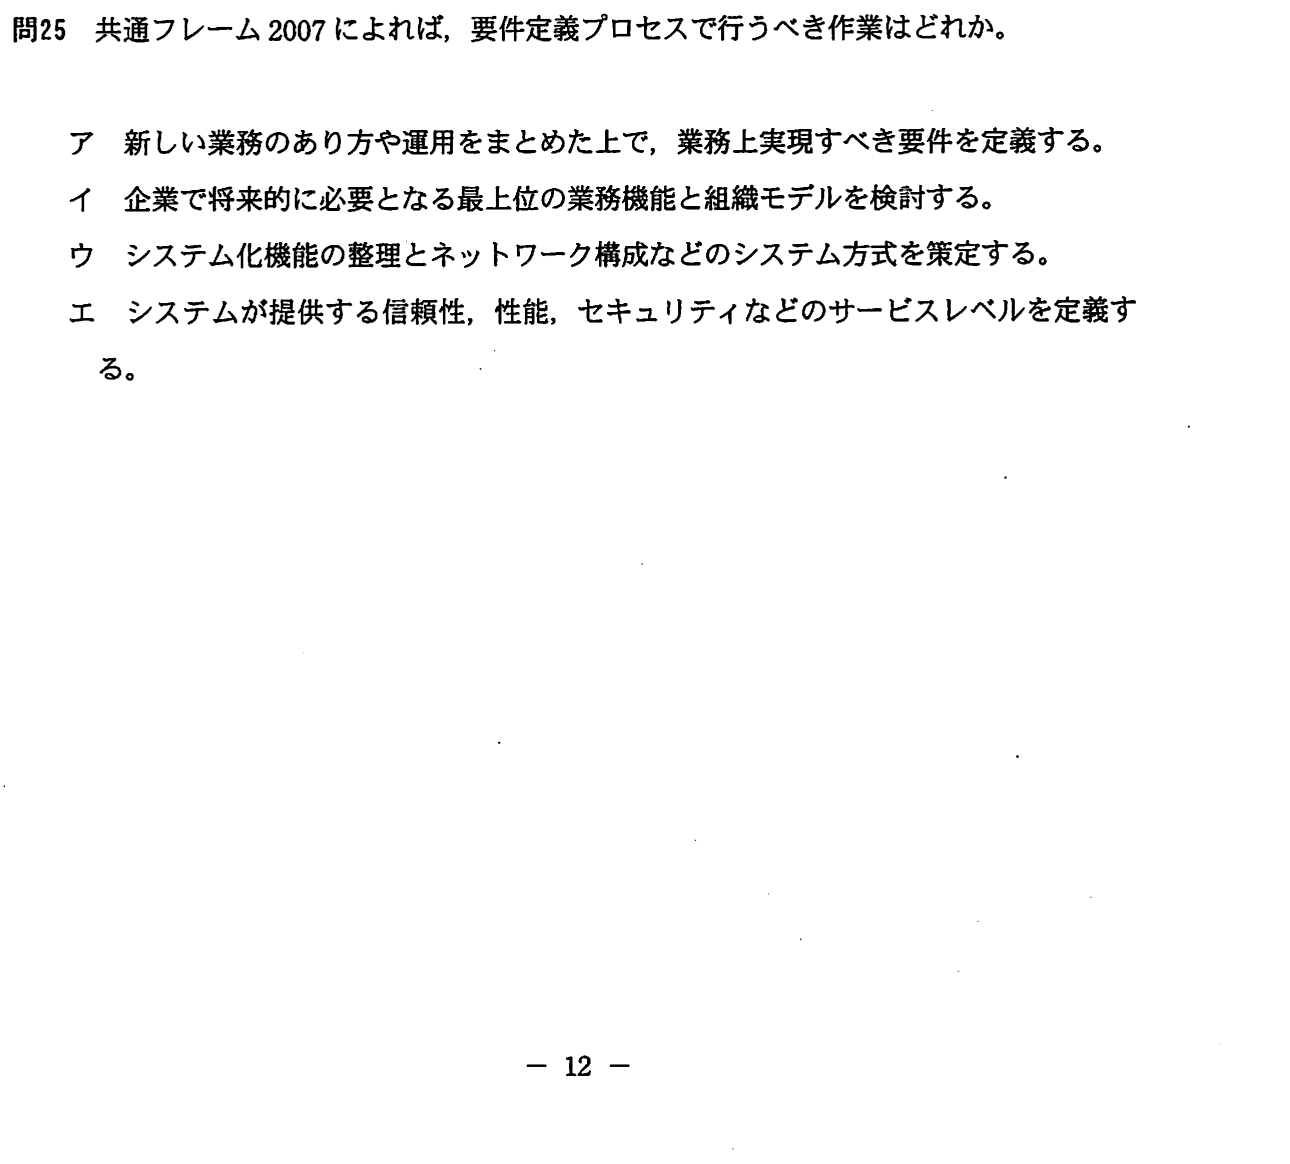 問25 共通フレーム 2007 によれば，要件定義プロセスで行うべき作業はどれか。
ア 新しい業務のあり方や運用をまとめた上で，業務上実現すべき要件を定義する。
イ 企業で将来的に必要となる最上位の業務機能と組織モデルを検討する。
ウ システム化機能の整理とネットワーク構成などのシステム方式を策定する。
エ システムが提供する信頼性，性能，セキュリティなどのサービスレベルを定義す
る。
－ 12 －